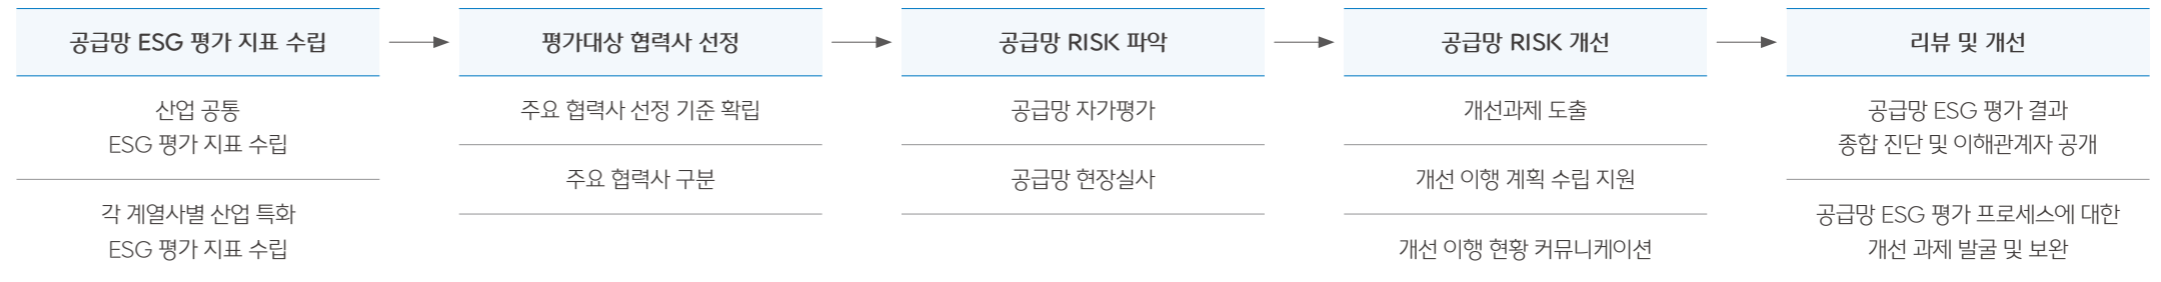 공급망 ESG 평가 지표 수립
산업 공통
ESG 평가 지표 수립
각 계열사별 산업 특화
ESG 평가 지표 수립
평가대상 협력사 선정
주요 협력사 선정 기준 확립
주요 협력사 구분
공급망 RISK 파악
공급망 자가평가
공급망 현장실사
공급망 RISK 개선
개선과제 도출
개선 이행 계획 수립 지원
개선 이행 현황 커뮤니케이션
리뷰 및 개선
공급망 ESG 평가 결과
종합 진단 및 이해관계자 공개
공급망 ESG 평가 프로세스에 대한
개선 과제 발굴 및 보완